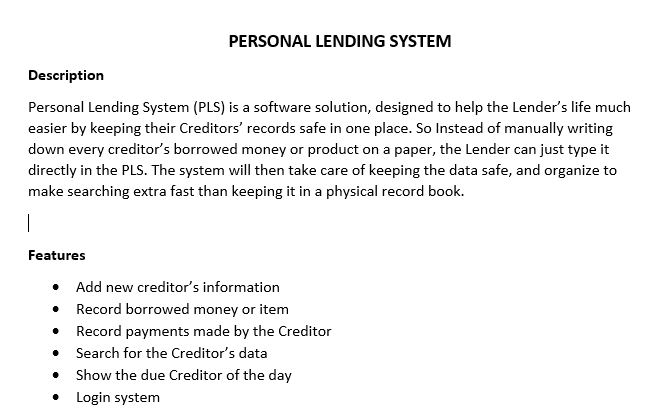 PERSONAL LENDING SYSTEM
Description
Personal Lending System (PLS) is a software solution, designed to help the Lender’s life much
easier by keeping their Creditors’ records safe in one place. So Instead of manually writing
down every creditor’s borrowed money or product on a paper, the Lender can just type it
directly in the PLS. The system will then take care of keeping the data safe, and organize to
make searching extra fast than keeping it in a physical record book.
Features
• Add new creditor’s information
• Record borrowed money or item
• Record payments made by the Creditor
• Search for the Creditor’s data
• Show the due Creditor of the day
• Login system